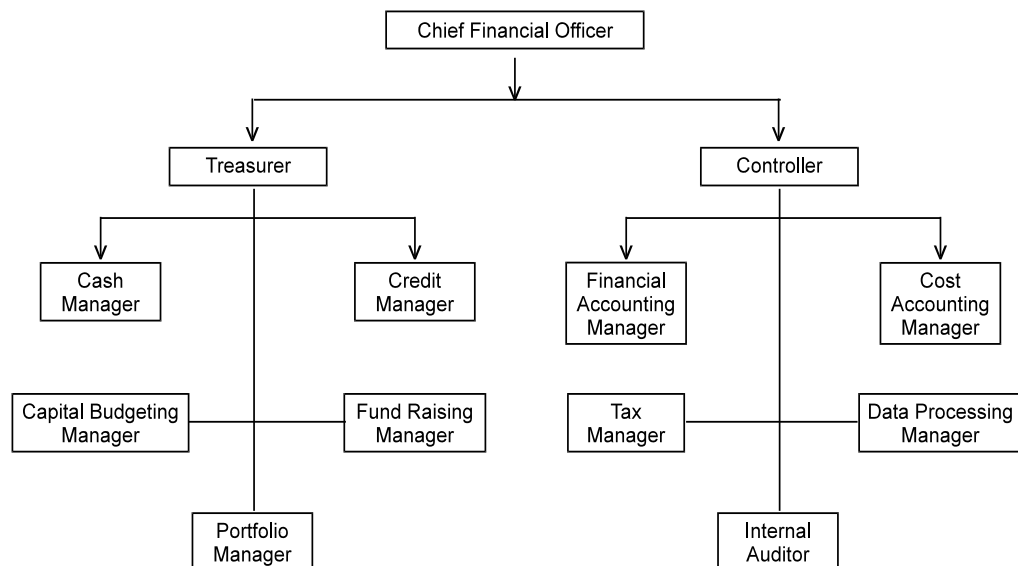 Chief Financial Officer
Treasurer
Controller
Cash
Manager
Credit
Manager
Financial
Accounting
Manager
Cost
Accounting
Manager
Capital Budgeting
Manager
Fund Raising
Manager
Tax
Manager
Data Processing
Manager
Portfolio
Manager
Internal
Auditor